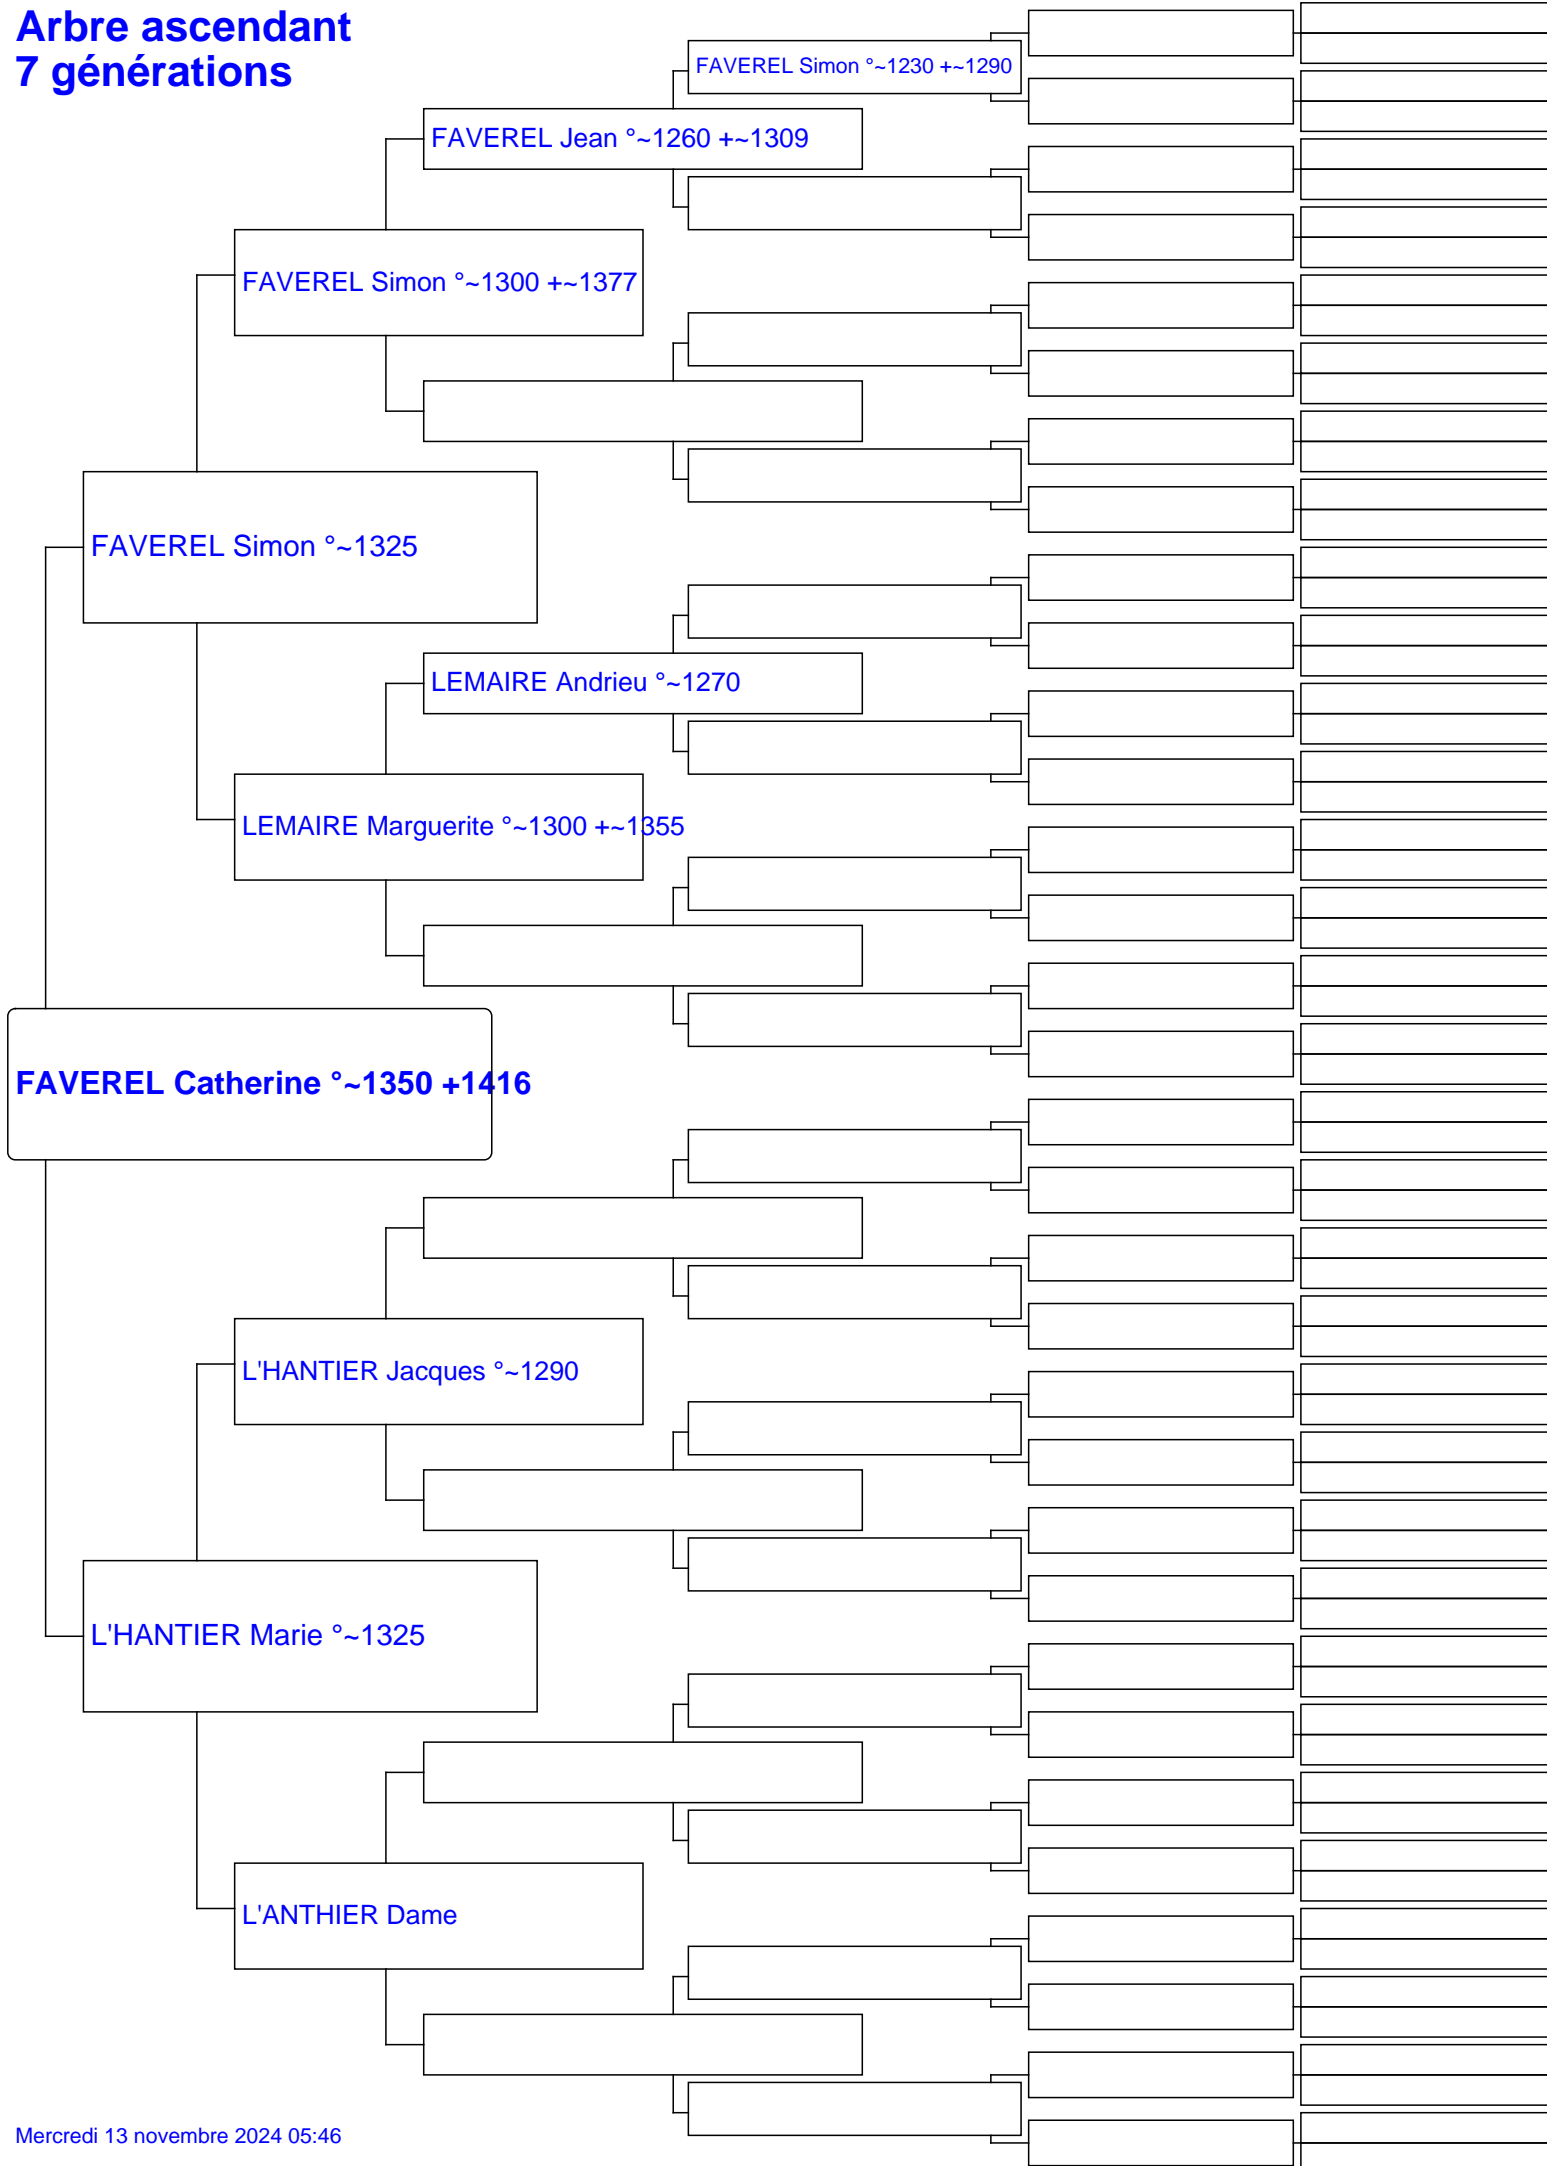 Arbre ascendant
7 générations
FAVEREL Simon °~1230 +~1290
FAVEREL Jean °~1260 +~1309
FAVEREL Simon °~1300 +~1377
FAVEREL Simon °~1325
LEMAIRE Andrieu °~1270
LEMAIRE Marguerite °~1300 +~1355
FAVEREL Catherine °~1350 +1416
L'HANTIER Jacques °~1290
L'HANTIER Marie °~1325
L'ANTHIER Dame
Mercredi 13 novembre 2024 05:46